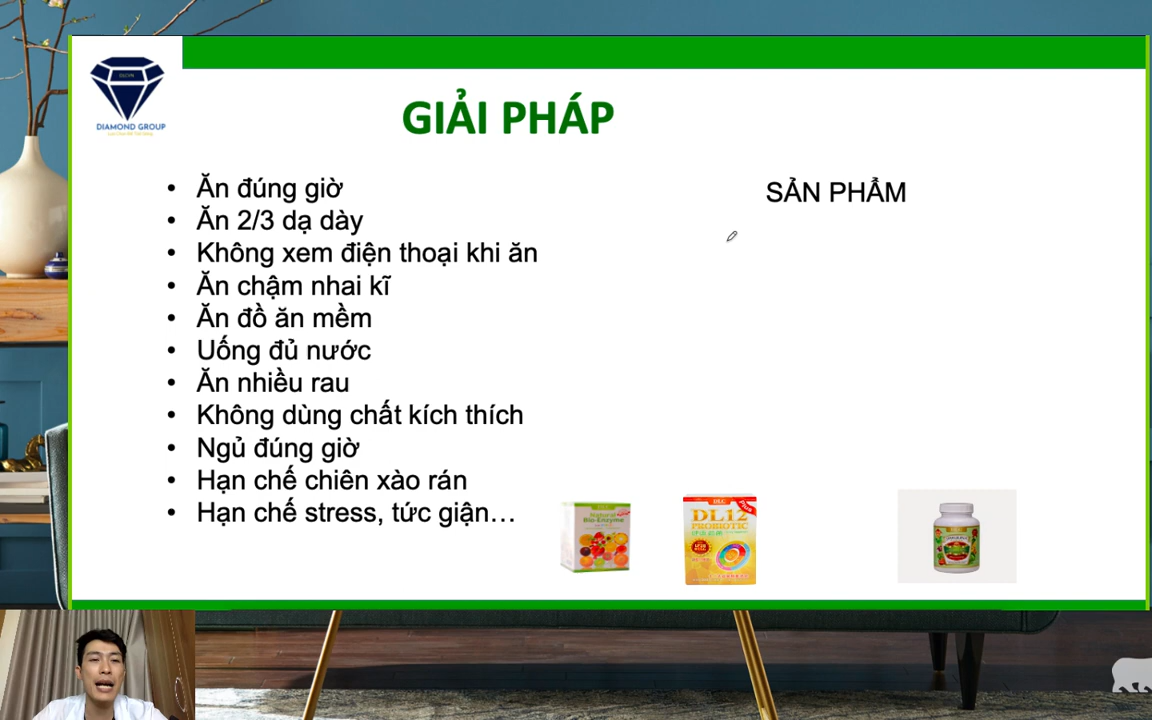 DIAMOND GROUP
GIẢI PHÁP
• Ăn đúng giờ
• Ăn 2/3 dạ dày
• Không xem điện thoại khi ăn
• Ăn chậm nhai kĩ
• Ăn đồ ăn mềm
• Uống đủ nước
• Ăn nhiều rau
• Không dùng chất kích thích
• Ngủ đúng giờ
• Hạn chế chiên xào rán
• Hạn chế stress, tức giận…
SẢN PHẨM
Natural
Bio-Enzyme
DL12
PROBIOTIC
Plus